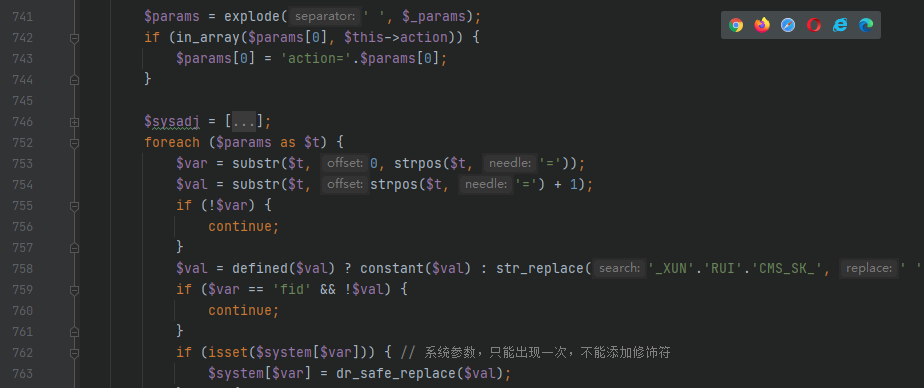 741 $params = explode( separator: ' ', $_params);
742 if (in_array($params[0], $this->action)) {
743 $params[0] = 'action='.$params[0];
744 }
745
746 $sysadj = [...];
752 foreach ($params as $t) {
753 $var = substr($t, offset: 0, strpos($t, needle: '='));
754 $val = substr($t, offset: strpos($t, needle: '=') + 1);
755 if (!$var) {
756 continue;
757 }
758 $val = defined($val) ? constant($val) : str_replace( search: '_XUN'.'RUI'.'CMS_SK_', replace: ' '
759 if ($var == 'fid' && !$val) {
760 continue;
761 }
762 if (isset($system[$var])) { // 系统参数，只能出现一次，不能添加修饰符
763 $system[$var] = dr_safe_replace($val);